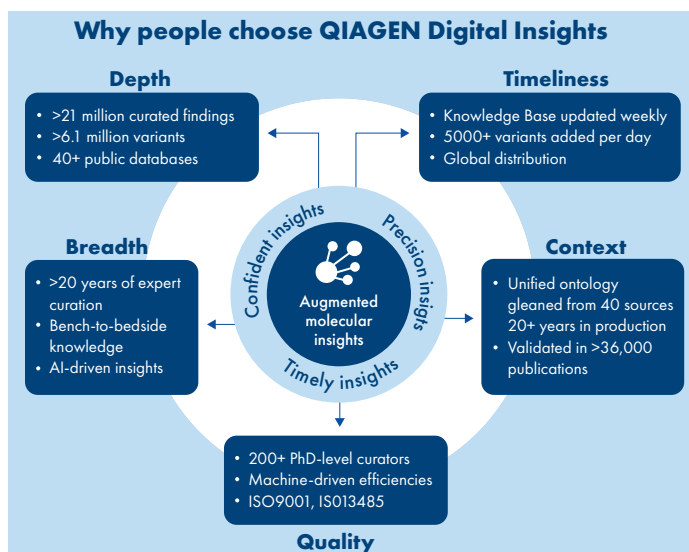 Why people choose QIAGEN Digital Insights
Depth
• >21 million curated findings
• >6.1 million variants
• 40+ public databases
Timeliness
• Knowledge Base updated weekly
• 5000+ variants added per day
• Global distribution
Breadth
• >20 years of expert
curation
• Bench-to-bedside
knowledge
• AI-driven insights
Confident insights
Precision insigts
Timely insights
Augmented
molecular
insights
Context
• Unified ontology
gleaned from 40 sources
20+ years in production
• Validated in >36,000
publications
• 200+ PhD-level curators
• Machine-driven efficiencies
• ISO9001, IS013485
Quality